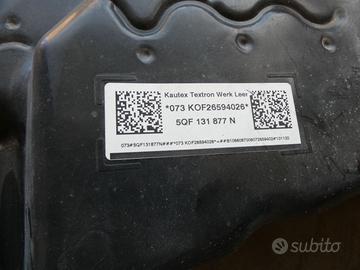 Kautex Textron Werk Leer
*073 KOF26594026*
5QF 131 877 N
subito